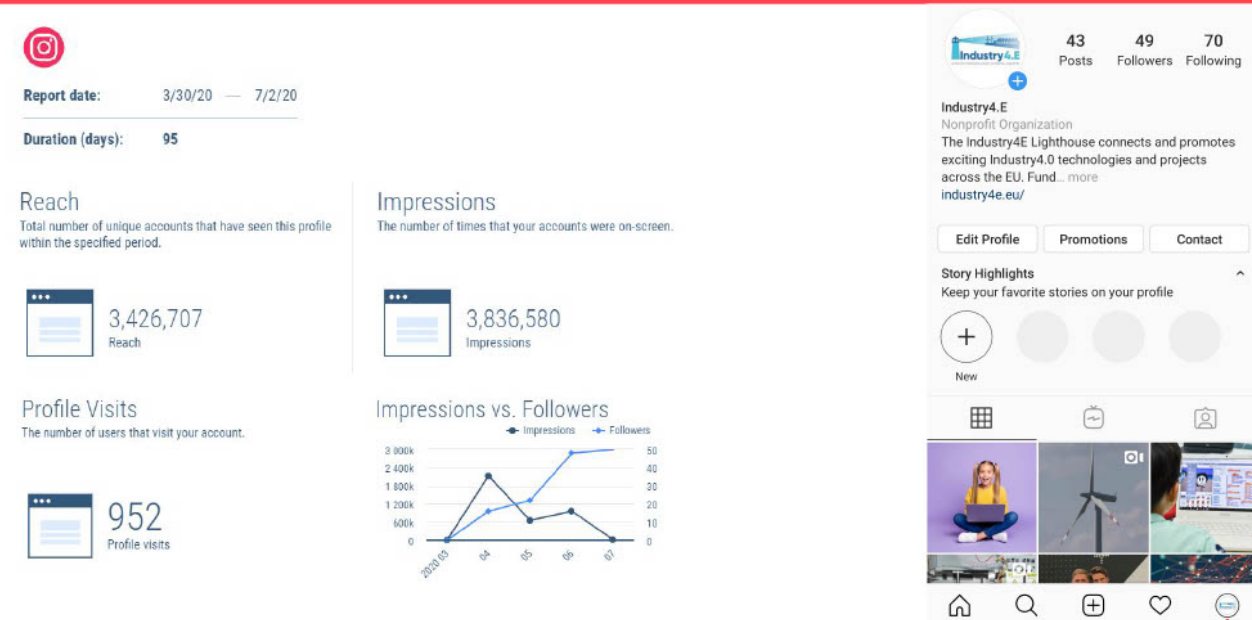 Report date: 3/30/20 — 7/2/20
Duration (days): 95
Reach
Total number of unique accounts that have seen this profile
within the specified period.
3,426,707
Reach
Impressions
The number of times that your accounts were on-screen.
3,836,580
Impressions
Profile Visits
The number of users that visit your account.
952
Profile visits
Impressions vs. Followers
Impressions Followers
3 000k 50
2 400k 40
1 800k 30
1 200k 20
600k 10
0 0
2020 03 04 05 06 07
Industry4.E
43 49 70
Posts Followers Following
Industry4.E
Nonprofit Organization
The Industry4E Lighthouse connects and promotes
exciting Industry4.0 technologies and projects
across the EU. Fund... more
industry4e.eu/
Edit Profile Promotions Contact
Story Highlights
Keep your favorite stories on your profile
New